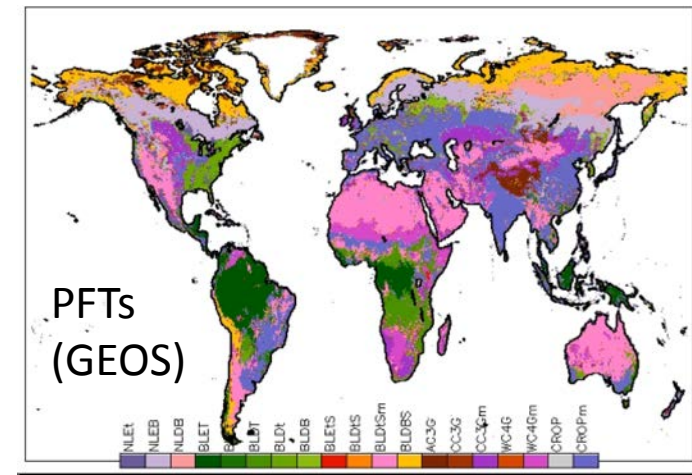 PFTs
(GEOS)
NLEt
NLEB
NLDB
BLET
BLDT
BLDt
BLDB
BLEtS
BLDtS
BLDtSm
BLDBS
AC3G
CC3G
CC3Gm
WC4G
WC4Gm
CROP
CROPm